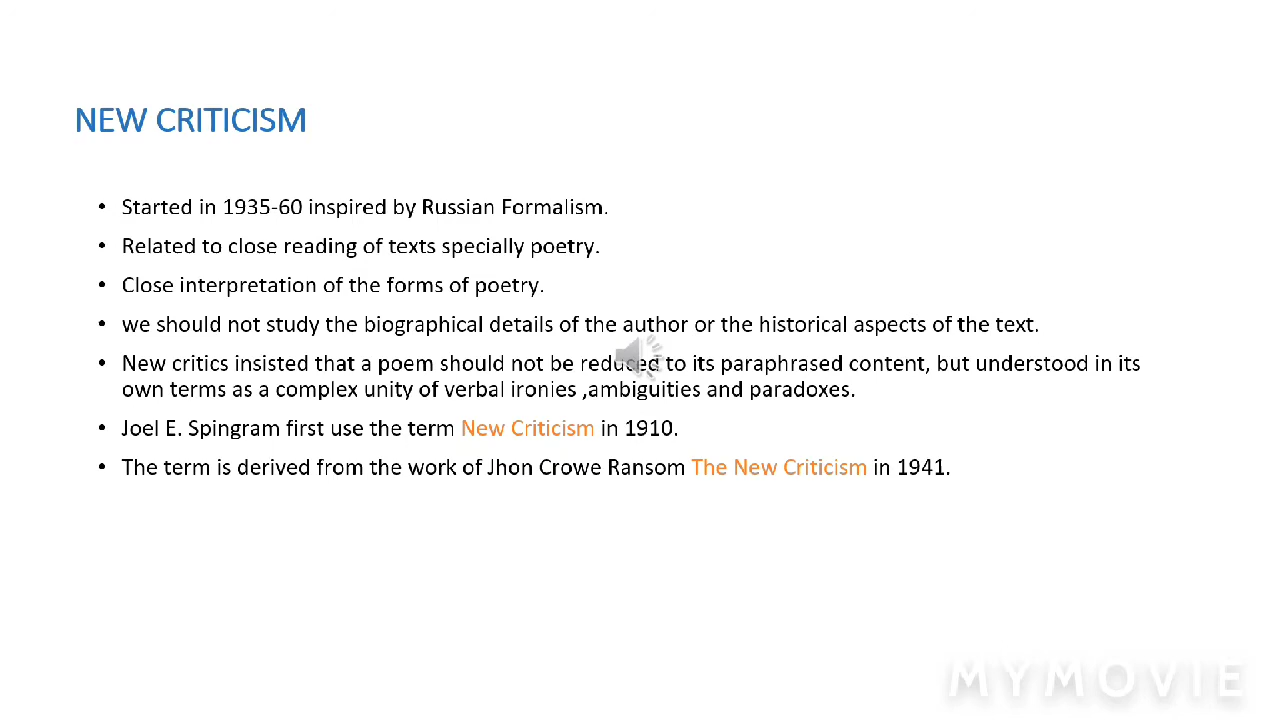 NEW CRITICISM
• Started in 1935-60 inspired by Russian Formalism.
• Related to close reading of texts specially poetry.
• Close interpretation of the forms of poetry.
• we should not study the biographical details of the author or the historical aspects of the text.
• New critics insisted that a poem should not be reduced to its paraphrased content, but understood in its
own terms as a complex unity of verbal ironies ,ambiguities and paradoxes.
• Joel E. Spingram first use the term New Criticism in 1910.
• The term is derived from the work of Jhon Crowe Ransom The New Criticism in 1941.
MYMOVIE